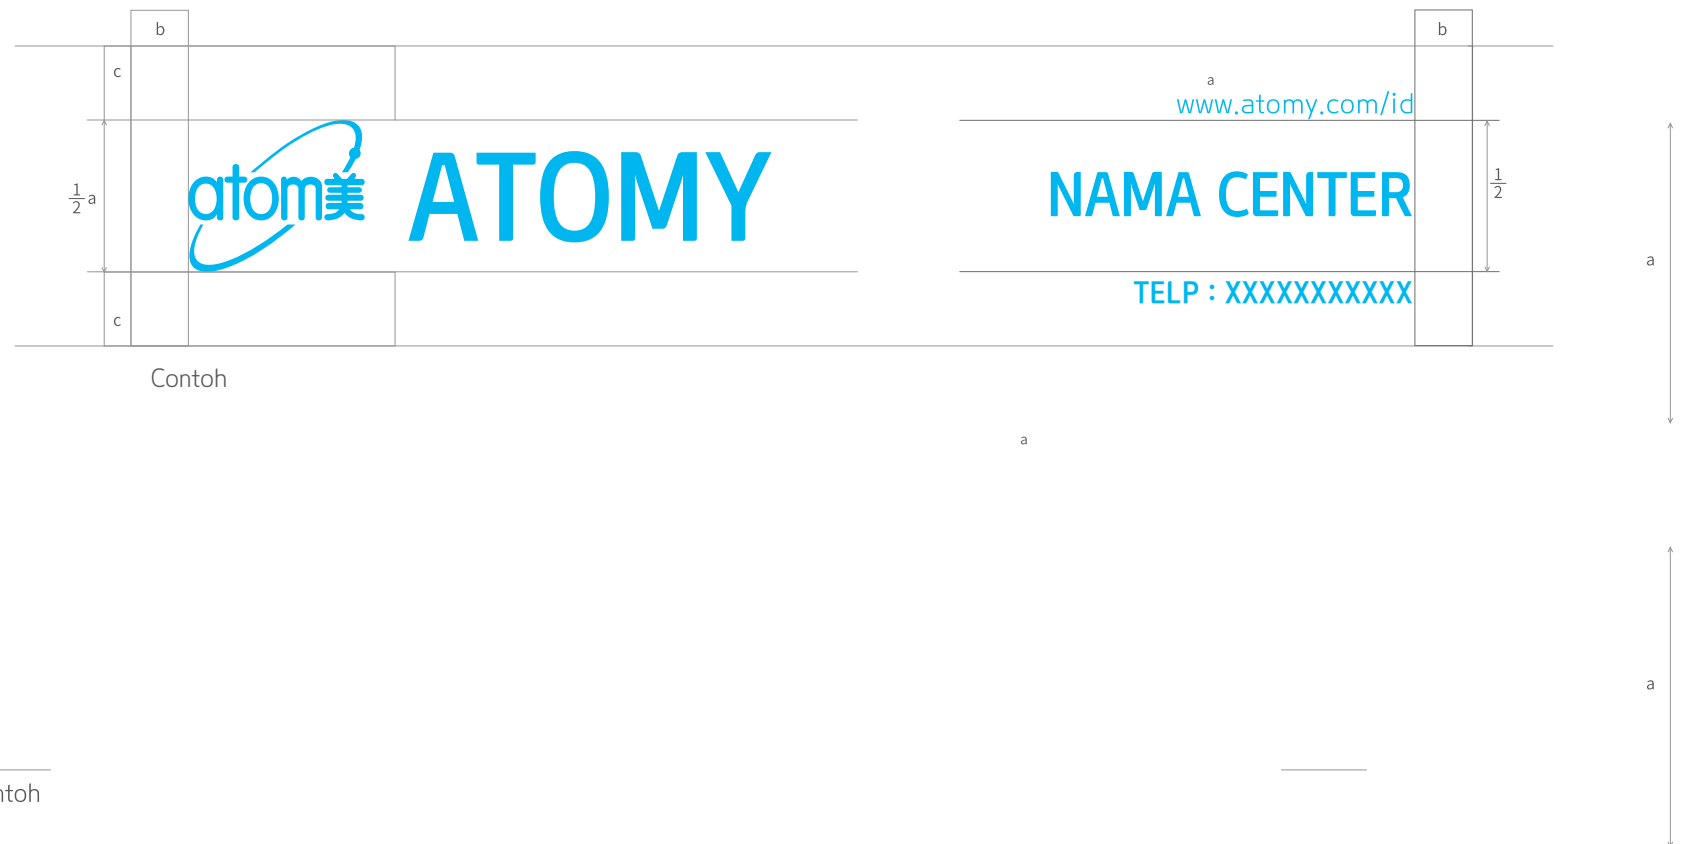 b
b
c
a
www.atomy.com/id
atom美 ATOMY
NAMA CENTER
1/2 a
1/2
a
TELP : XXXXXXXXXXX
c
Contoh
a
a
ntoh